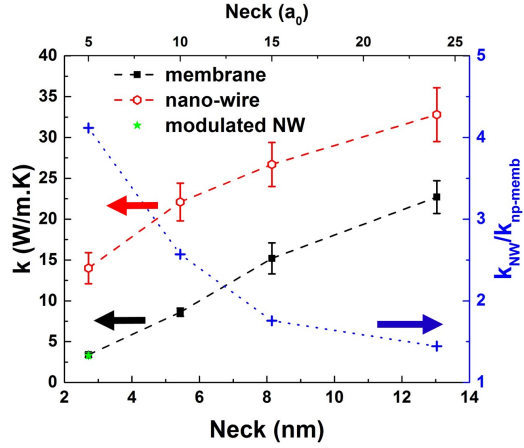 Neck (a0)
5 10 15 20 25
40 5
35
30 4
25
20 3
15
10 2
5
0 1
2 4 6 8 10 12 14
membrane
nano-wire
modulated NW
k (W/m.K)
kNW/knp-memb
Neck (nm)